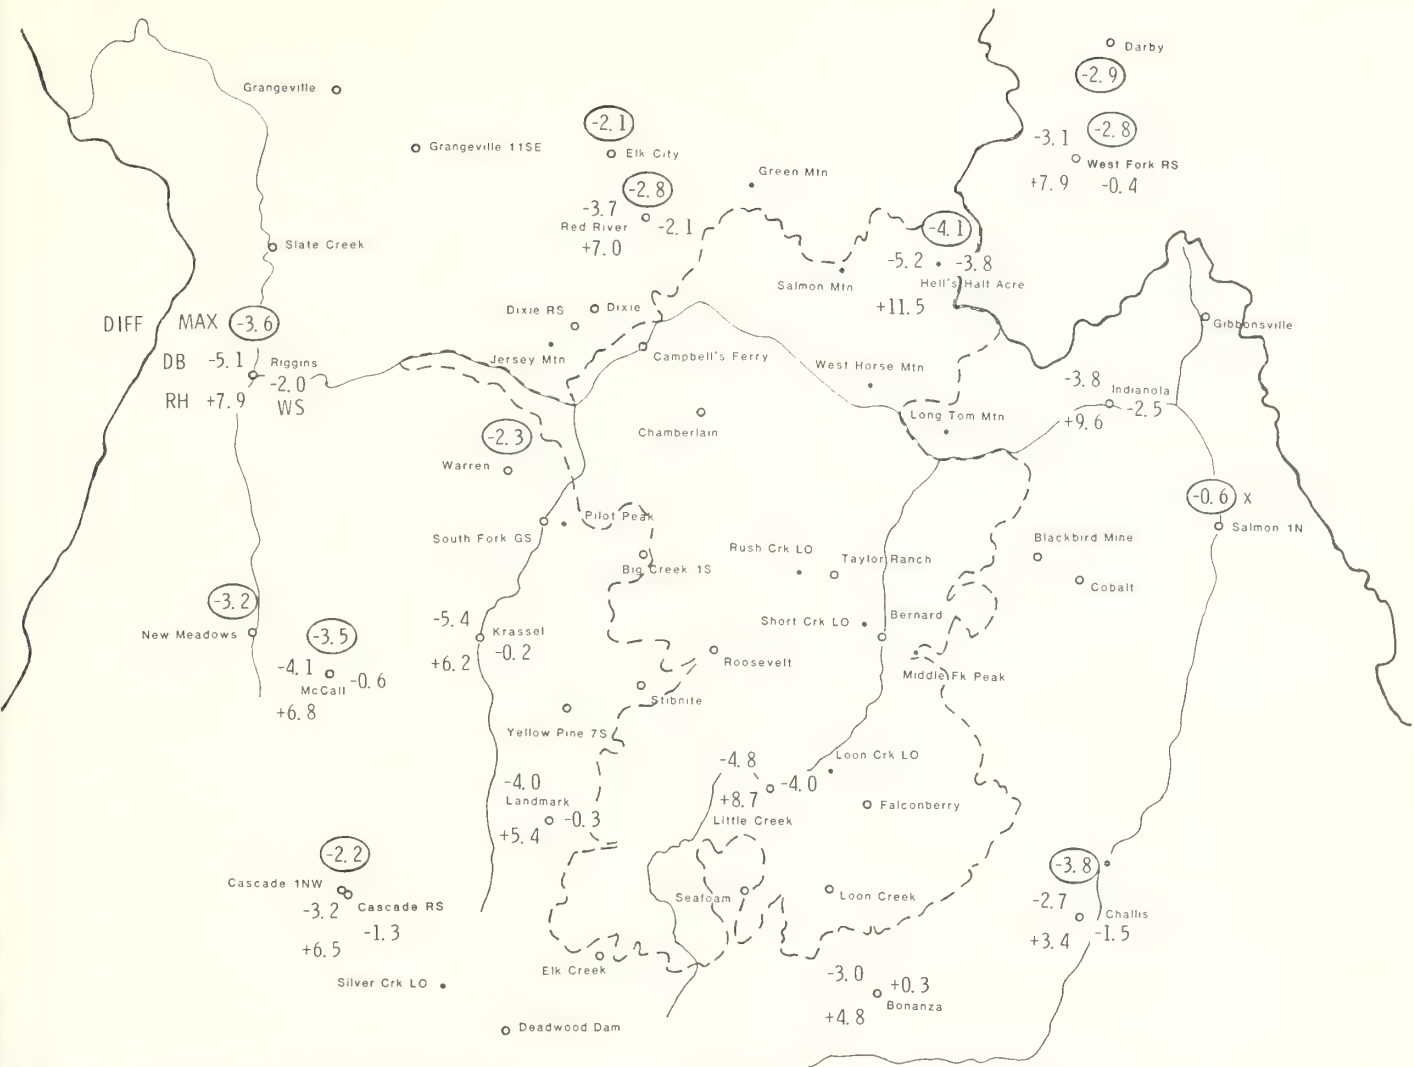 Darby
-2.9
Grangeville
-2.1
-3.1 -2.8
Grangeville 11SE
Elk City
West Fork RS
Green Mtn
+7.9 -0.4
-2.8
-3.7
-2.1
Red River
+7.0
-4.1
Slate Creek
-5.2 -3.8
Salmon Mtn
Hell's Half Acre
+11.5
Dixie RS
Dixie
DIFF MAX -3.6
Gibbonsville
Jersey Mtn
Campbell's Ferry
DB -5.1 Riggins
West Horse Mtn
-3.8
-2.0
Indianola
RH +7.9 WS
-2.5
Long Tom Mtn
+9.6
Chamberlain
-2.3
Warren
-0.6 X
Pilot Peak
Salmon 1N
South Fork GS
Blackbird Mine
Rush Crk LO
Taylor Ranch
Big Creek 1S
Cobalt
-3.2
-5.4
Bernard
Short Crk LO
New Meadows
-3.5
Krassel
-0.2
+6.2
-4.1
Roosevelt
-0.6
Middle Fk Peak
McCall
Stibnite
+6.8
Yellow Pine 7S
Loon Crk LO
-4.8
-4.0
-4.0
Landmark
+8.7
Falconberry
-0.3
Little Creek
+5.4
-2.2
-3.8
Cascade 1NW
Seafoam
Loon Creek
-2.7
Cascade RS
-3.2
Challis
-1.3
+3.4 -1.5
+6.5
Elk Creek
-3.0
Silver Crk LO
+0.3
Bonanza
+4.8
Deadwood Dam